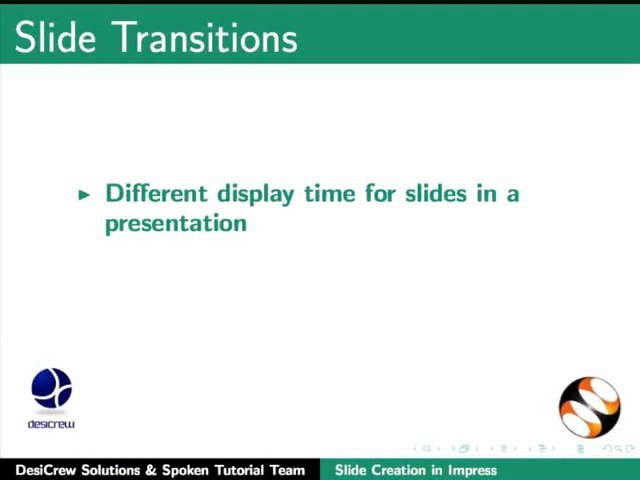 Slide Transitions
Different display time for slides in a
presentation
desicrew
DesiCrew Solutions & Spoken Tutorial Team Slide Creation in Impress